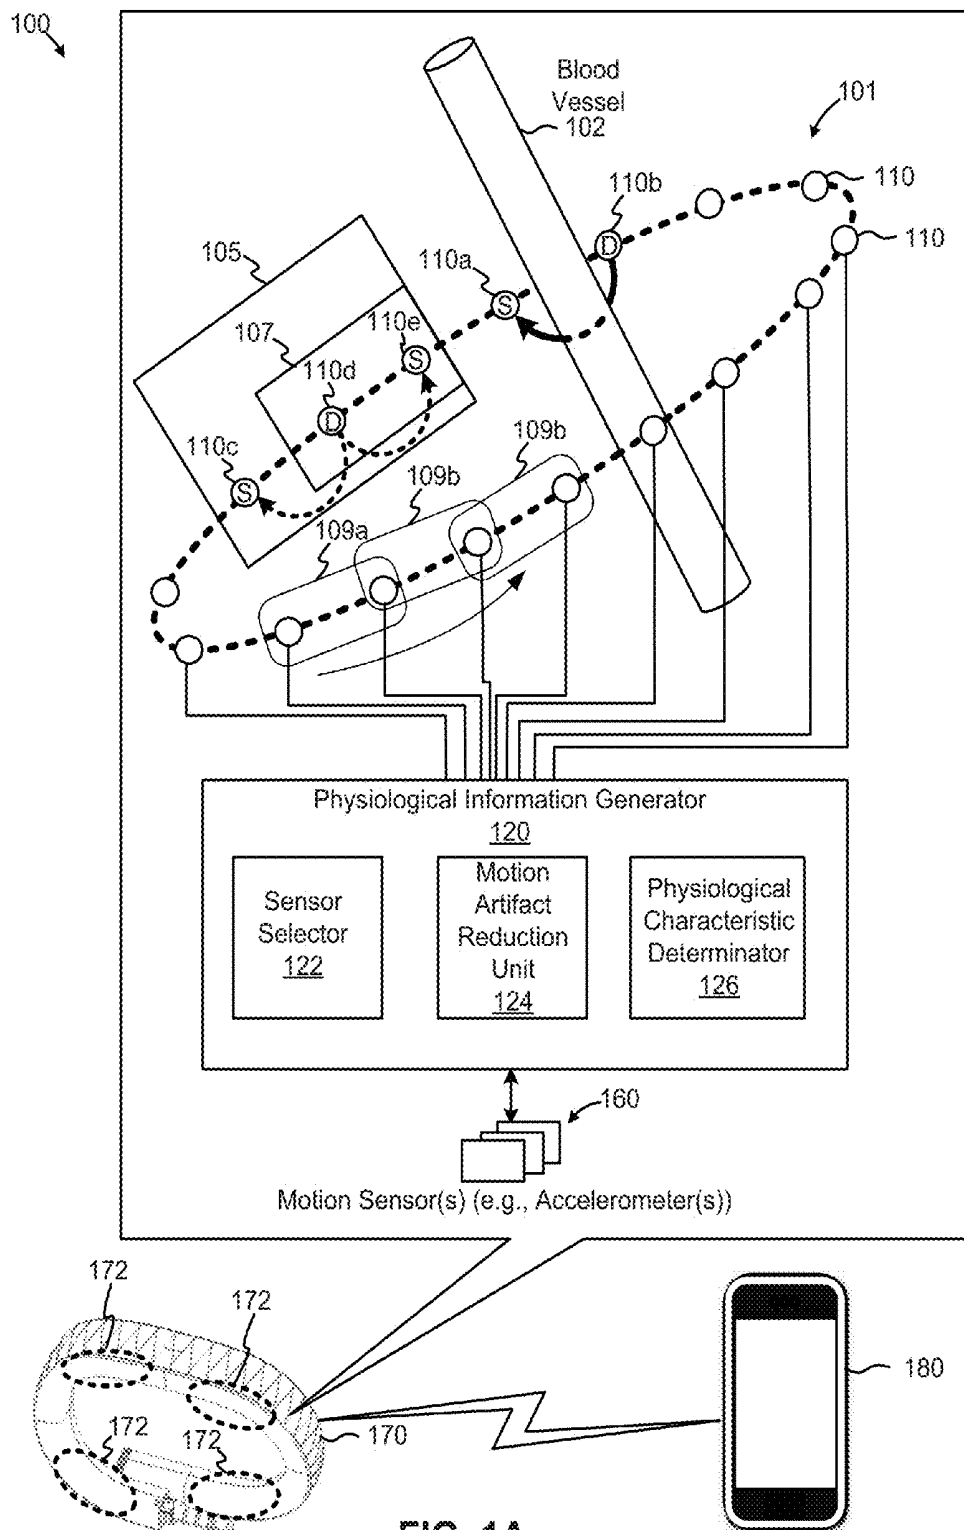 100
Blood
Vessel
102
101
110
110b
110
105
110a
S
D
107
110e
S
110d
D
110c
S
109b
109b
109a
Physiological Information Generator
120
Sensor
Selector
122
Motion
Artifact
Reduction
Unit
124
Physiological
Characteristic
Determinator
126
160
Motion Sensor(s) (e.g., Accelerometer(s))
172
172
180
172
172
170
FIG. 1A